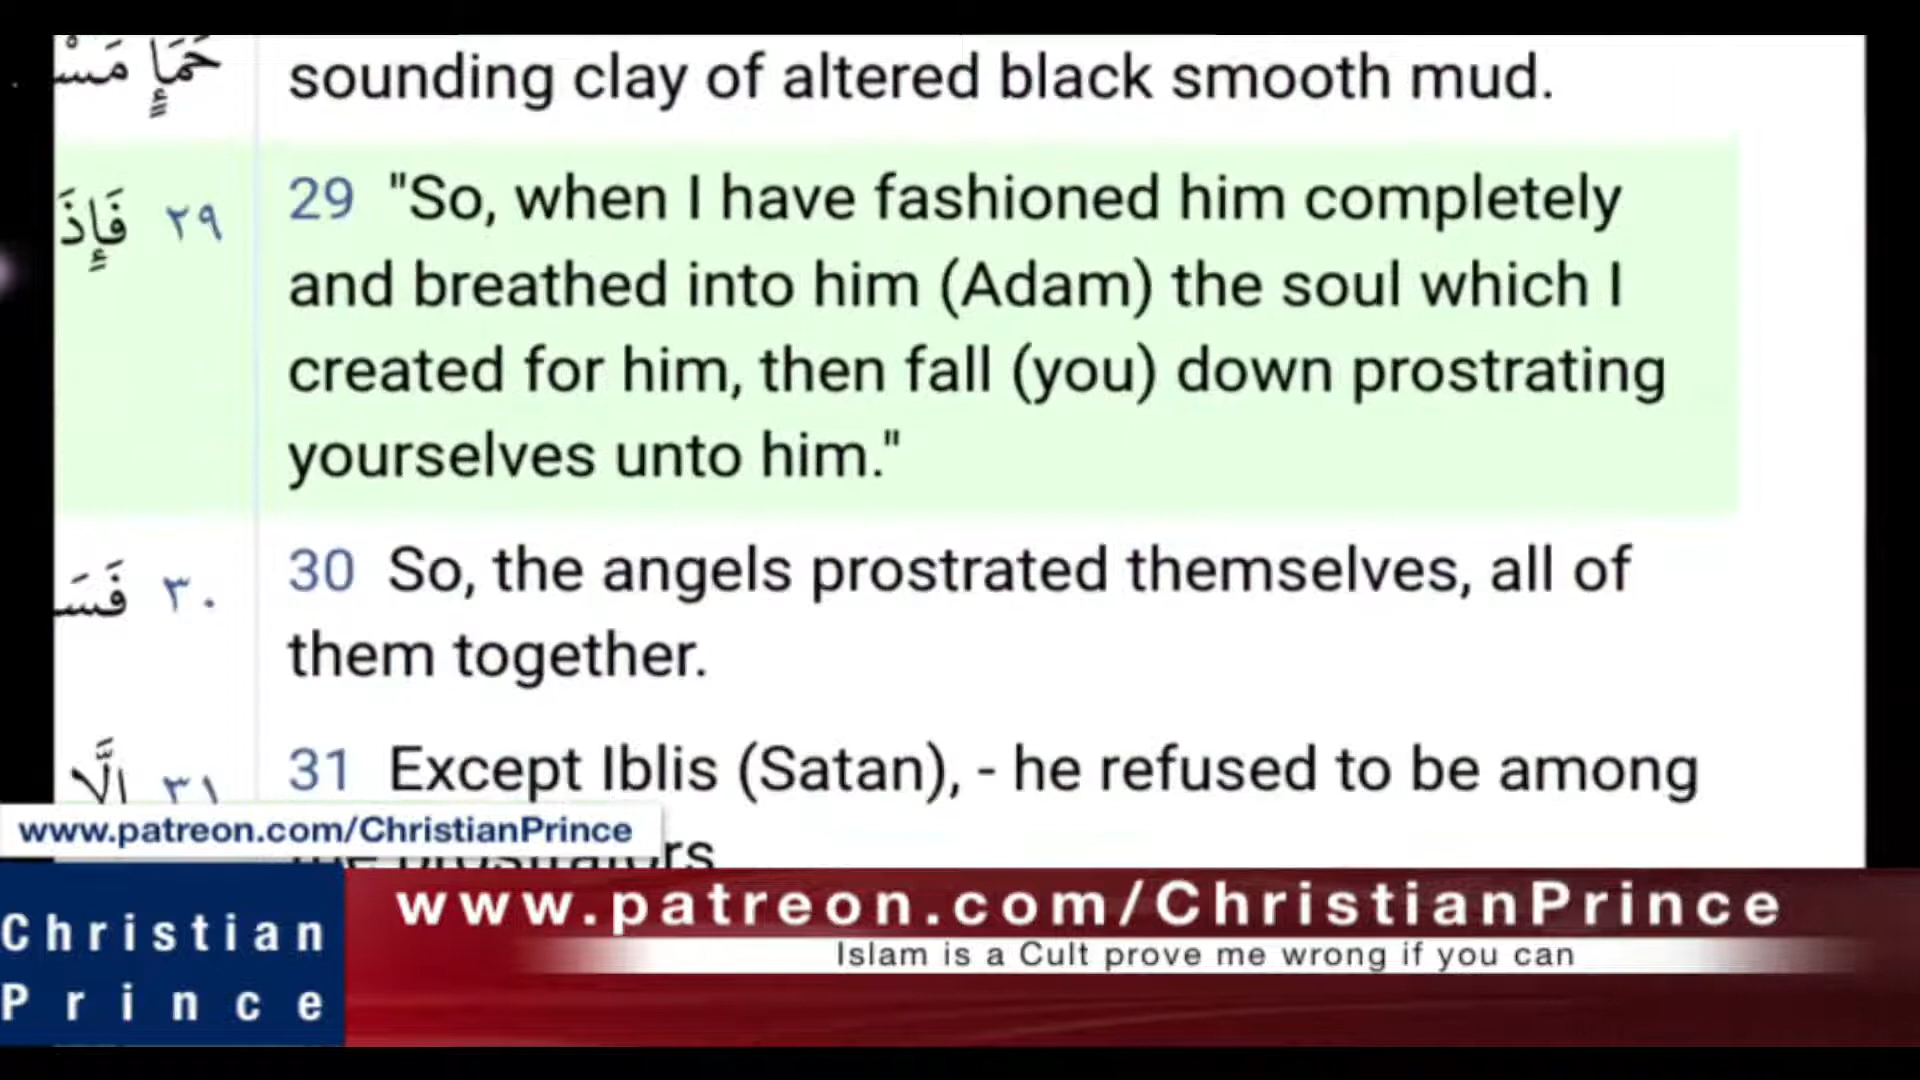 حَمَإٍ مَسْ
sounding clay of altered black smooth mud.
٢٩ فَإِذَ
29 "So, when I have fashioned him completely
and breathed into him (Adam) the soul which I
created for him, then fall (you) down prostrating
yourselves unto him."
٣٠ فَسَ
30 So, the angels prostrated themselves, all of
them together.
٣١ إِلَّا
31 Except Iblis (Satan), - he refused to be among
www.patreon.com/ChristianPrince
Christian
Prince
www.patreon.com/ChristianPrince
Islam is a Cult prove me wrong if you can